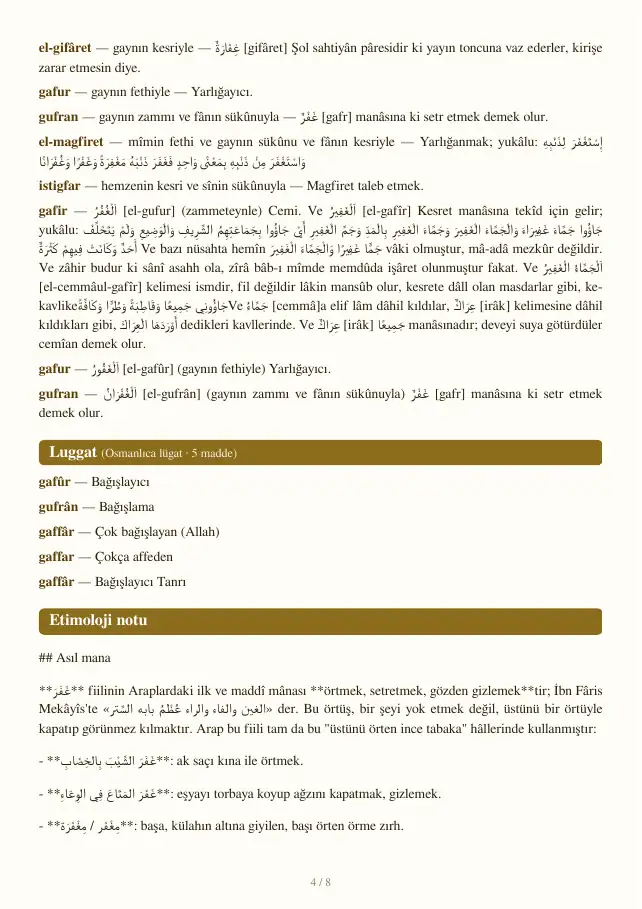 el-gifâret — gaynın kesriyle — غِفَارَةٌ [gifâret] Şol sahtiyân pâresidir ki yayın toncuna vaz ederler, kirişe
zarar etmesin diye.
gafur — gaynın fethiyle — Yarlığayıcı.
gufran — gaynın zammı ve fânın sükûnuyla — غَفْرٌ [gafr] manâsına ki setr etmek demek olur.
el-magfiret — mîmin fethi ve gaynın sükûnu ve fânın kesriyle — Yarlığanmak; yukâlu: إِسْتَغْفَرَ لِذَنْبِهِ
وَاسْتَغْفَرَ مِنْ ذَنْبِهِ بِمَعْنًى وَاحِدٍ فَغَفَرَ ذَنْبَهُ مَغْفِرَةً وَغَفْرًا وَغُفْرَانًا
istigfar — hemzenin kesri ve sînin sükûnuyla — Magfiret taleb etmek.
gafir — اَلْغُفُرُ [el-gufur] (zammeteynle) Cemi. Ve اَلْغَفِيرُ [el-gafîr] Kesret manâsına tekîd için gelir;
yukâlu: جَاؤُوا جَمَّاءَ غَفِيرَاءَ وَالْجَمَّاءَ الْغَفِيرَ وَجَمَّاءَ الْغَفِيرِ بِالْمَدِّ وَجَمَّ الْغَفِيرِ أَيْ جَاؤُوا بِجَمَاعَتِهِمُ الشَّرِيفِ وَالْوَضِيعِ وَلَمْ يَتَخَلَّفْ
أَحَدٌ وَكَانَتْ فِيهِمْ كَثْرَةٌ Ve bazı nüsahta hemîn جَمًّا غَفِيرًا وَالْجَمَّاءَ الْغَفِيرَ vâki olmuştur, mâ-adâ mezkûr değildir.
Ve zâhir budur ki sânî asahh ola, zîrâ bâb-ı mîmde memdûda işâret olunmuştur fakat. Ve اَلْجَمَّاءُ الْغَفِيرُ
[el-cemmâul-gafîr] kelimesi ismdir, fil değildir lâkin mansûb olur, kesrete dâll olan masdarlar gibi, ke-
kavlikeجَاؤُونِي جَمِيعًا وَقَاطِبَةً وَطُرًّا وَكَافَّةًVe جَمَّاءُ [cemmâ]a elif lâm dâhil kıldılar, عِرَاكٌ [irâk] kelimesine dâhil
kıldıkları gibi, أَوْرَدَهَا الْعِرَاكَ dedikleri kavllerinde. Ve عِرَاكٌ [irâk] جَمِيعًا manâsınadır; deveyi suya götürdüler
cemîan demek olur.
gafur — اَلْغَفُورُ [el-gafûr] (gaynın fethiyle) Yarlığayıcı.
gufran — اَلْغُفْرَانُ [el-gufrân] (gaynın zammı ve fânın sükûnuyla) غَفْرٌ [gafr] manâsına ki setr etmek
demek olur.
Luggat (Osmanlıca lügat · 5 madde)
gafûr — Bağışlayıcı
gufrân — Bağışlama
gaffâr — Çok bağışlayan (Allah)
gaffar — Çokça affeden
gaffâr — Bağışlayıcı Tanrı
Etimoloji notu
## Asıl mana
**غَفَرَ** fiilinin Araplardaki ilk ve maddî mânası **örtmek, setretmek, gözden gizlemek**tir; İbn Fâris
Mekâyîs'te «الغين والفاء والراء عُظْمُ بابه السَّتر» der. Bu örtüş, bir şeyi yok etmek değil, üstünü bir örtüyle
kapatıp görünmez kılmaktır. Arap bu fiili tam da bu "üstünü örten ince tabaka" hâllerinde kullanmıştır:
- **غَفَرَ الشَّيْبَ بِالخِضَابِ**: ak saçı kına ile örtmek.
- **غَفَرَ المَتَاعَ فِي الوِعَاءِ**: eşyayı torbaya koyup ağzını kapatmak, gizlemek.
- **مِغْفَر / مِغْفَرَة**: başa, külahın altına giyilen, başı örten örme zırh.
4 / 8